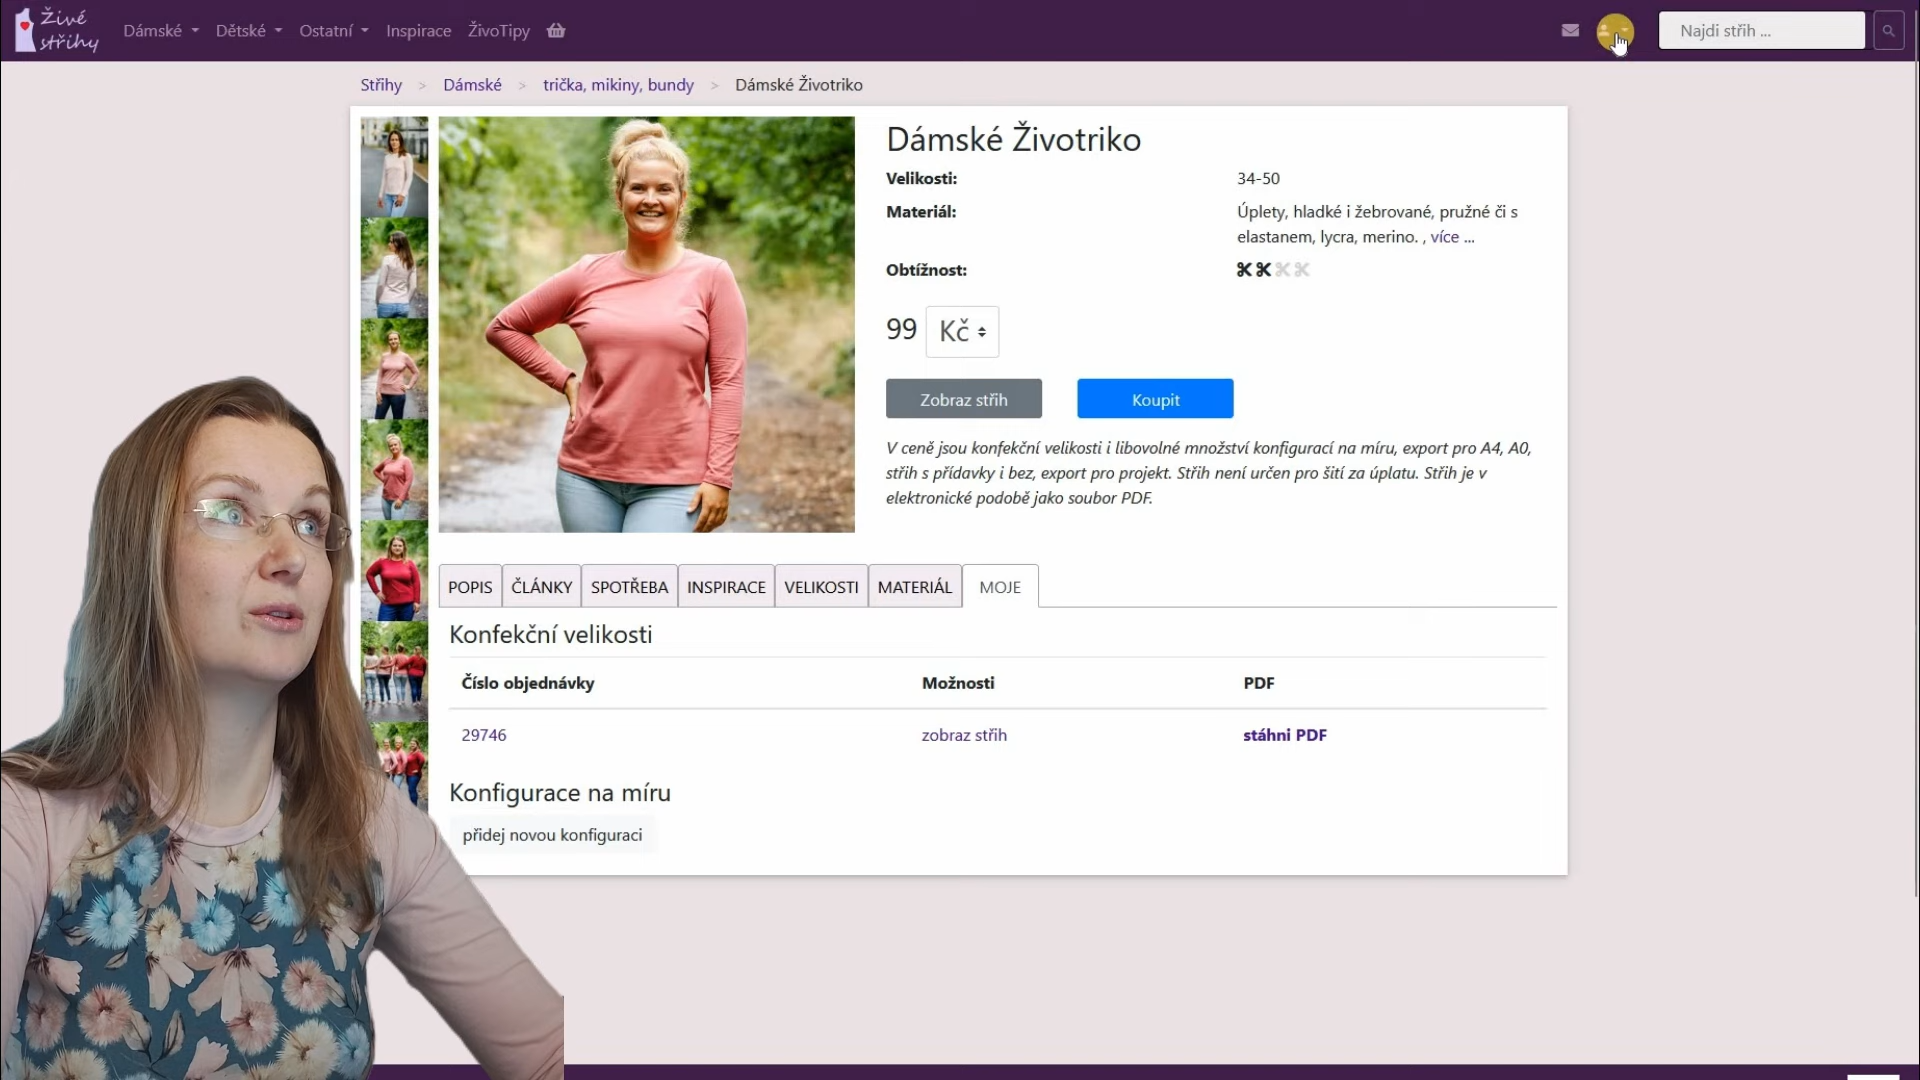 Živé
střihy
Dámské
Dětské
Ostatní
Inspirace
ŽivoTipy
Najdi střih ...
Střihy > Dámské > trička, mikiny, bundy > Dámské Životriko
Dámské Životriko
Velikosti: 34-50
Materiál: Úplety, hladké i žebrované, pružné či s
elastanem, lycra, merino. , více ...
Obtížnost:
99 Kč
Zobraz střih
Koupit
V ceně jsou konfekční velikosti i libovolné množství konfigurací na míru, export pro A4, A0,
střih s přídavky i bez, export pro projekt. Střih není určen pro šití za úplatu. Střih je v
elektronické podobě jako soubor PDF.
POPIS
ČLÁNKY
SPOTŘEBA
INSPIRACE
VELIKOSTI
MATERIÁL
MOJE
Konfekční velikosti
Číslo objednávky Možnosti PDF
29746 zobraz střih stáhni PDF
Konfigurace na míru
přidej novou konfiguraci